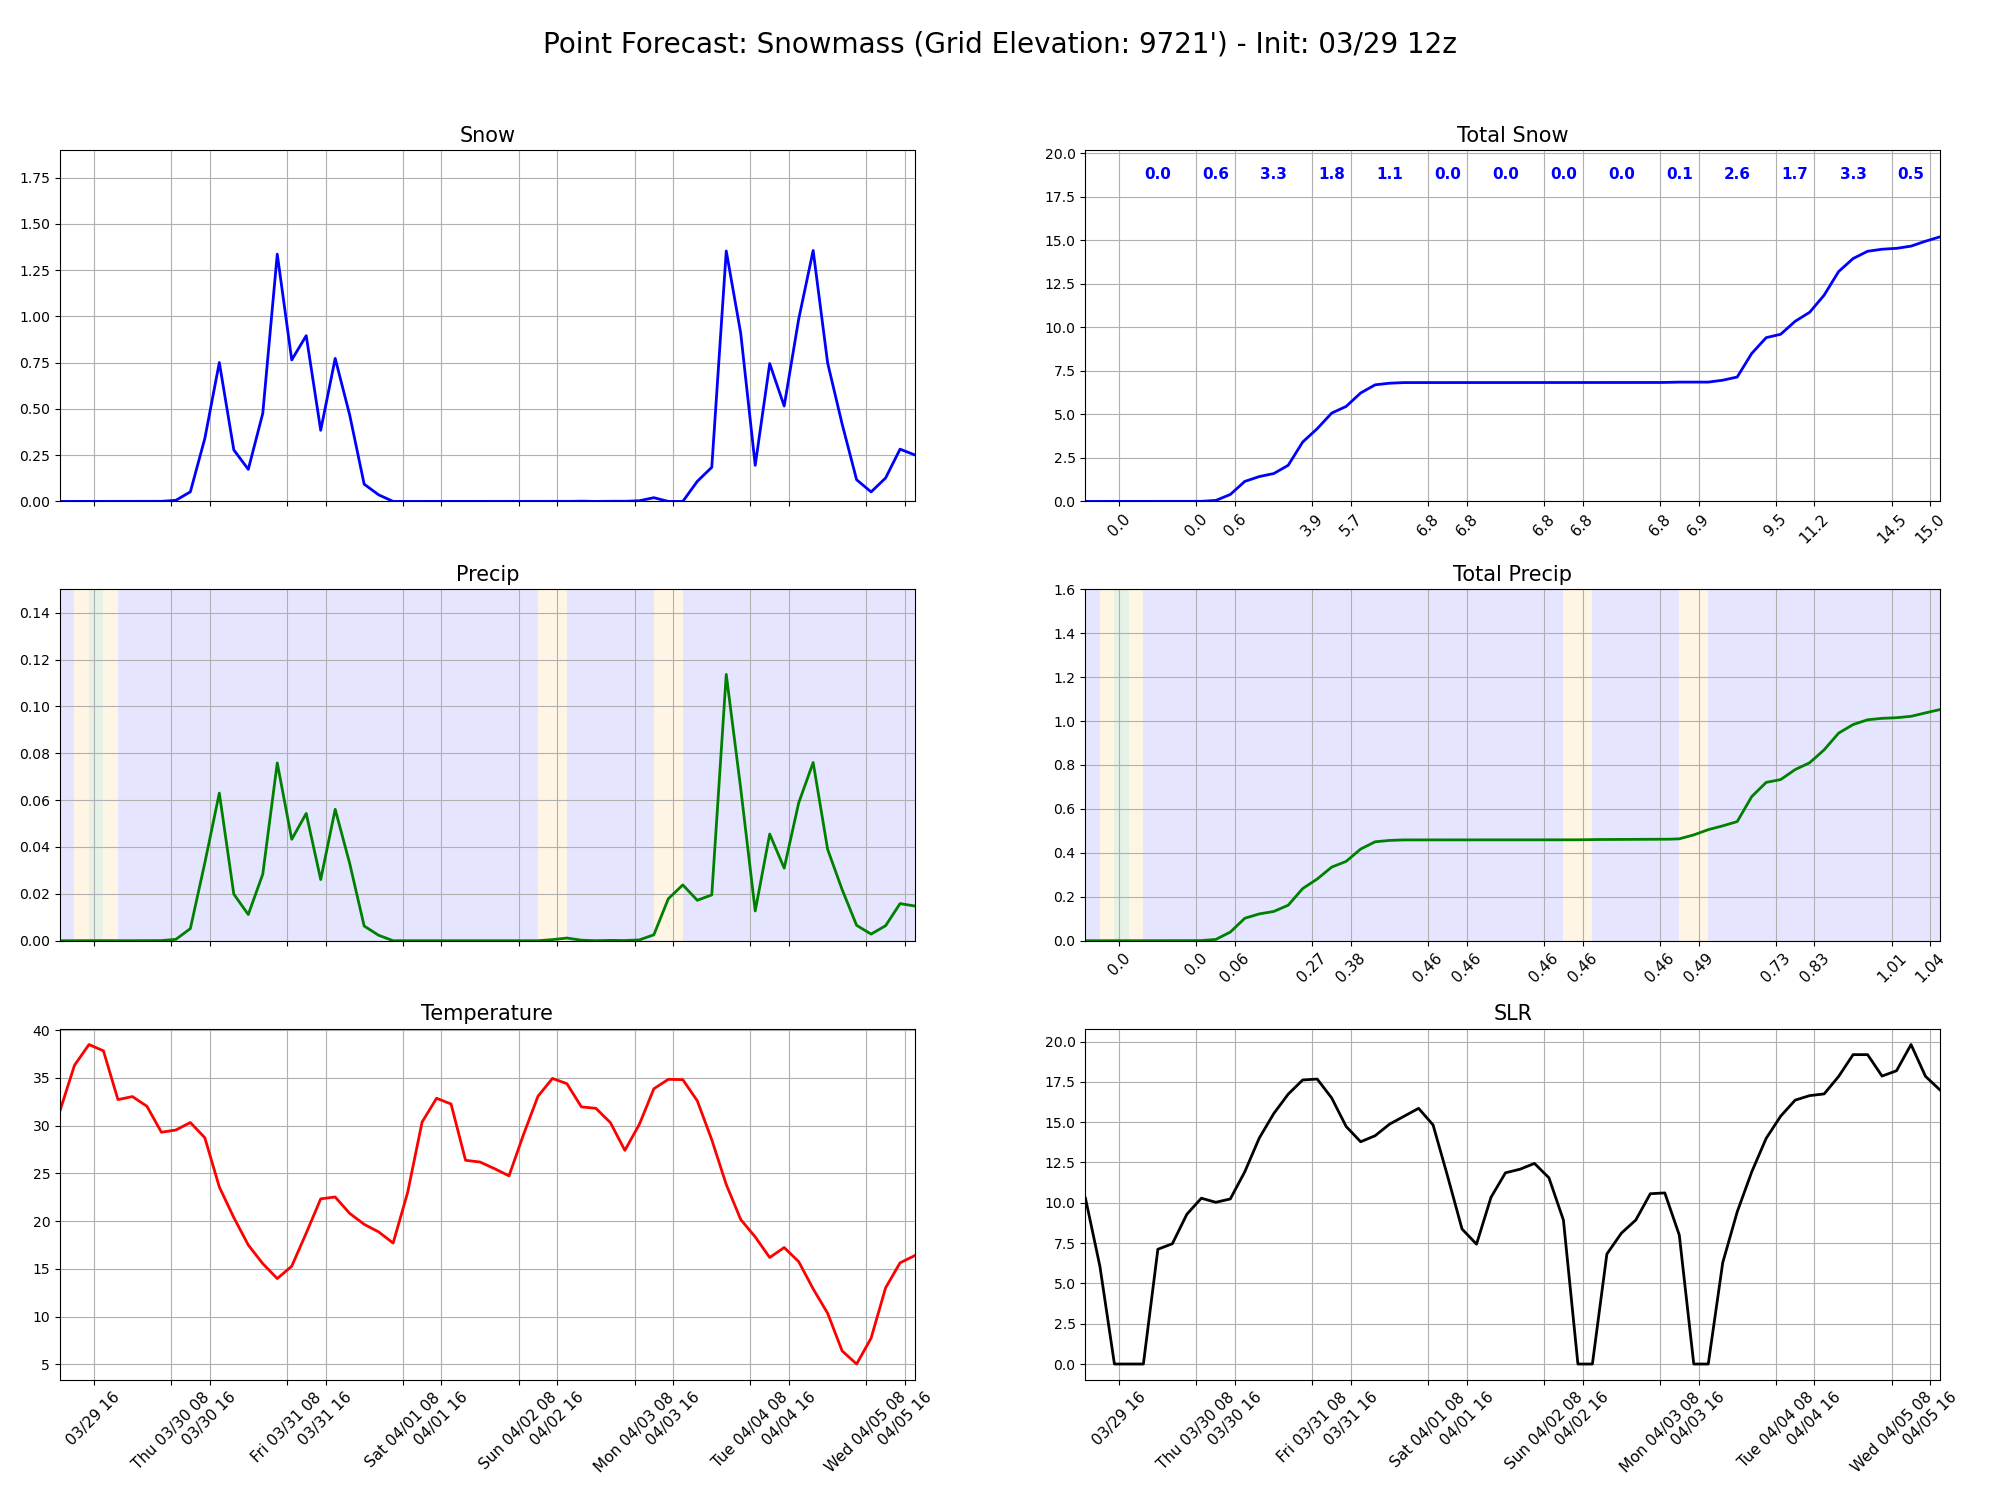 Point Forecast: Snowmass (Grid Elevation: 9721') - Init: 03/29 12z
Snow
1.75
1.50
1.25
1.00
0.75
0.50
0.25
0.00
Total Snow
20.0
17.5
15.0
12.5
10.0
7.5
5.0
2.5
0.0
0.0 0.6 3.3 1.8 1.1 0.0 0.0 0.0 0.0 0.1 2.6 1.7 3.3 0.5
0.0 0.0 0.6 3.9 5.7 6.8 6.8 6.8 6.8 6.8 6.9 9.5 11.2 14.5 15.0
Precip
0.14
0.12
0.10
0.08
0.06
0.04
0.02
0.00
Total Precip
1.6
1.4
1.2
1.0
0.8
0.6
0.4
0.2
0.0
0.0 0.0 0.06 0.27 0.38 0.46 0.46 0.46 0.46 0.46 0.49 0.73 0.83 1.01 1.04
Temperature
40
35
30
25
20
15
10
5
03/29 16
Thu 03/30 08
03/30 16
Fri 03/31 08
03/31 16
Sat 04/01 08
04/01 16
Sun 04/02 08
04/02 16
Mon 04/03 08
04/03 16
Tue 04/04 08
04/04 16
Wed 04/05 08
04/05 16
SLR
20.0
17.5
15.0
12.5
10.0
7.5
5.0
2.5
0.0
03/29 16
Thu 03/30 08
03/30 16
Fri 03/31 08
03/31 16
Sat 04/01 08
04/01 16
Sun 04/02 08
04/02 16
Mon 04/03 08
04/03 16
Tue 04/04 08
04/04 16
Wed 04/05 08
04/05 16